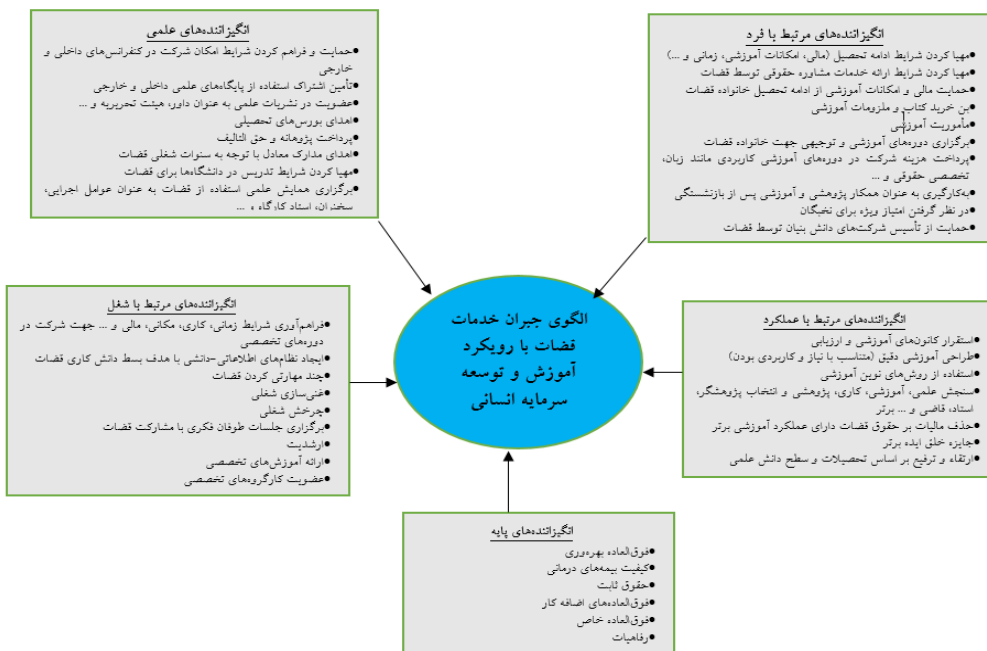 انگیزاننده‌های مرتبط با فرد
●مهیا کردن شرایط ادامه تحصیل (مالی، امکانات آموزشی، زمانی و ...)
●مهیا کردن شرایط ارائه خدمات مشاوره حقوقی توسط قضات
●حمایت مالی و امکانات آموزشی از ادامه تحصیل خانواده قضات
●بن خرید کتاب و ملزومات آموزشی
●مأموریت آموزشی
●برگزاری دوره‌های آموزشی و توجیهی جهت خانواده قضات
●پرداخت هزینه شرکت در دوره‌های آموزشی کاربردی مانند زبان،
تخصصی حقوقی و ...
●به‌کارگیری به عنوان همکار پژوهشی و آموزشی پس از بازنشستگی
●در نظر گرفتن امتیاز ویژه برای نخبگان
●حمایت از تأسیس شرکت‌های دانش بنیان توسط قضات
انگیزاننده‌های علمی
●حمایت و فراهم کردن شرایط امکان شرکت در کنفرانس‌های داخلی و
خارجی
●تأمین اشتراک استفاده از پایگاه‌های علمی داخلی و خارجی
●عضویت در نشریات علمی به عنوان داور، هیئت تحریریه و ...
●اهدای بورس‌های تحصیلی
●پرداخت پژوهانه و حق التالیف
●اهدای مدارک معادل با توجه به سنوات شغلی قضات
●مهیا کردن شرایط تدریس در دانشگاه‌ها برای قضات
●برگزاری همایش علمی استفاده از قضات به عنوان عوامل اجرایی،
سخنران، استاد کارگاه و ...
الگوی جبران خدمات
قضات با رویکرد
آموزش و توسعه
سرمایه انسانی
انگیزاننده‌های مرتبط با عملکرد
●استقرار کانون‌های آموزشی و ارزیابی
●طراحی آموزشی دقیق (متناسب با نیاز و کاربردی بودن)
●استفاده از روش‌های نوین آموزشی
●سنجش علمی، آموزشی، کاری، پژوهشی و انتخاب پژوهشگر،
استاد، قاضی و ... برتر
●حذف مالیات بر حقوق قضات دارای عملکرد آموزشی برتر
●جایزه خلق ایده برتر
●ارتقاء و ترفیع بر اساس تحصیلات و سطح دانش علمی
انگیزاننده‌های مرتبط با شغل
●فراهم‌آوری شرایط زمانی، کاری، مکانی، مالی و ... جهت شرکت در
دوره‌های تخصصی
●ایجاد نظام‌های اطلاعاتی-دانشی با هدف بسط دانش کاری قضات
●چند مهارتی کردن قضات
●غنی‌سازی شغلی
●چرخش شغلی
●برگزاری جلسات طوفان فکری با مشارکت قضات
●ارشدیت
●ارائه آموزش‌های تخصصی
●عضویت کارگروه‌های تخصصی
انگیزاننده‌های پایه
●فوق‌العاده بهره‌وری
●کیفیت بیمه‌های درمانی
●حقوق ثابت
●فوق‌العاده‌های اضافه کار
●فوق‌العاده خاص
●رفاهیات